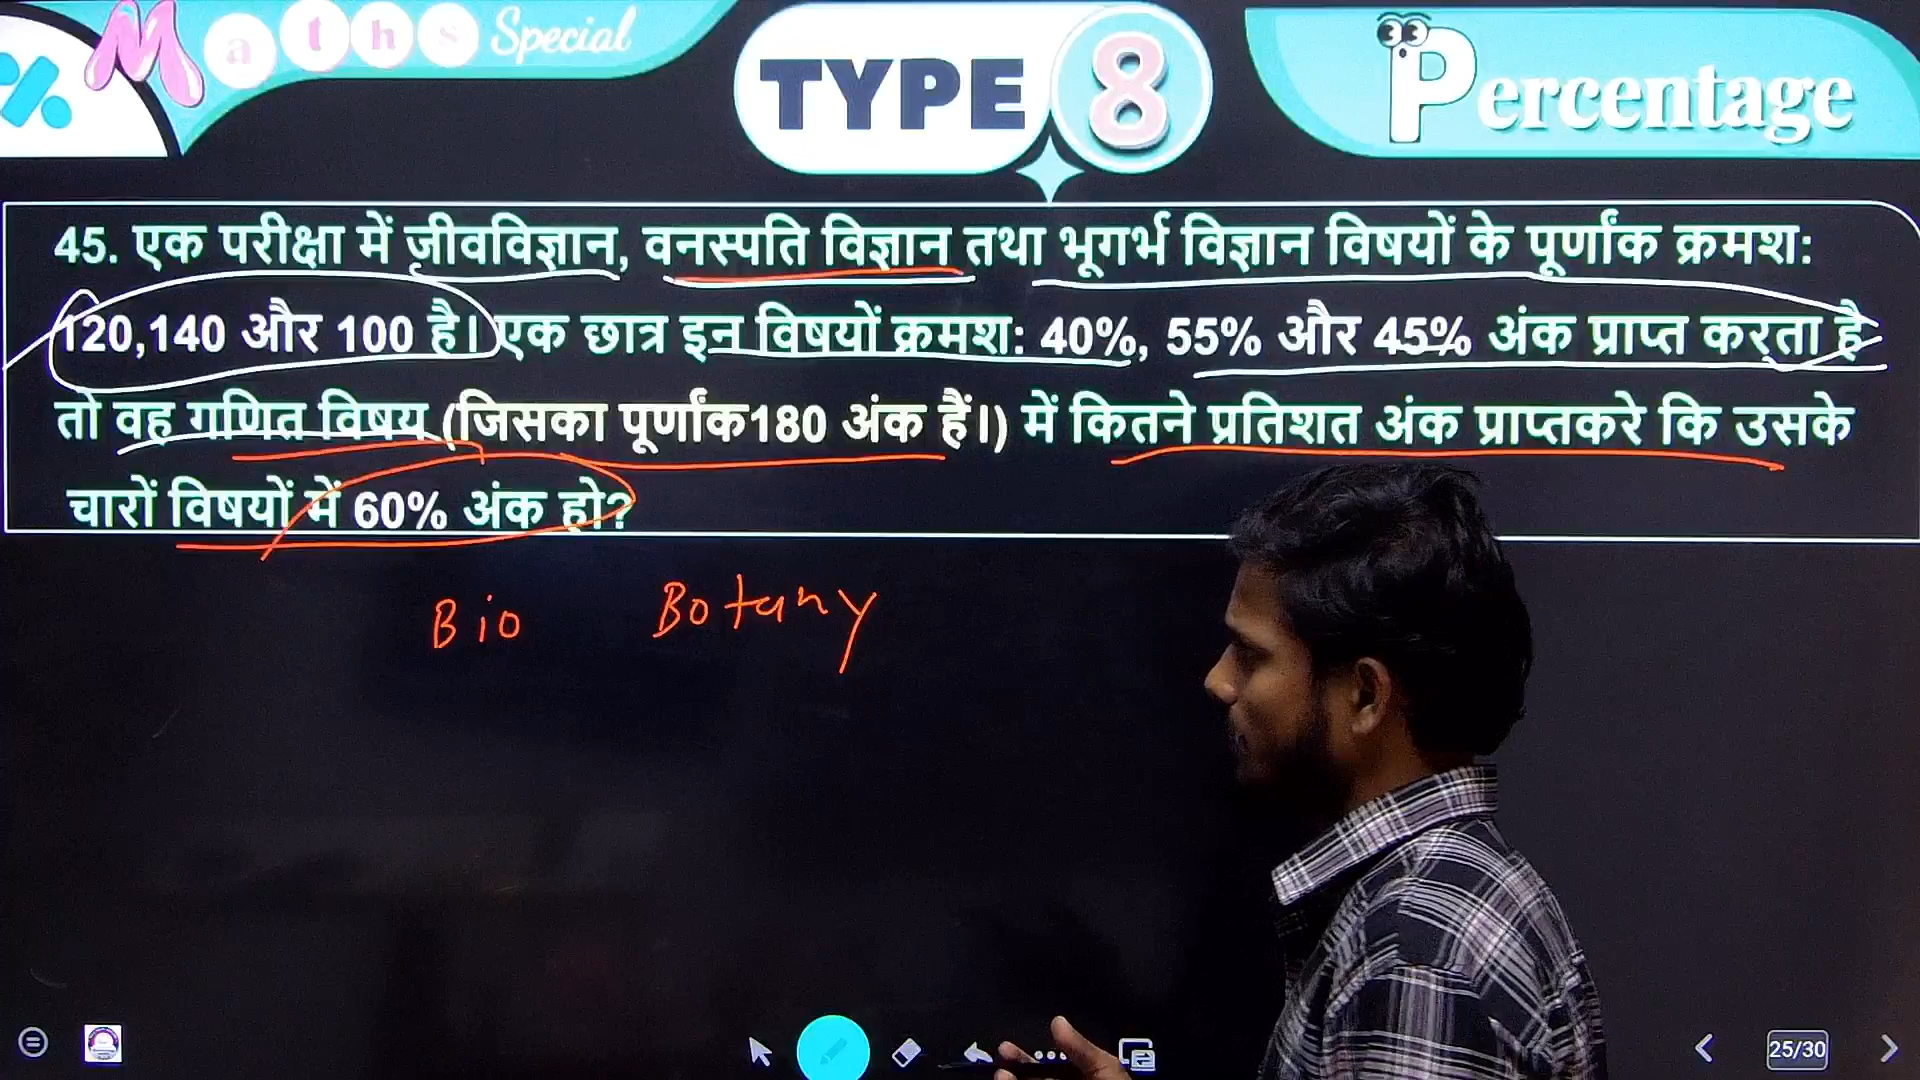 Maths Special
TYPE 8
Percentage
45. एक परीक्षा में जीवविज्ञान, वनस्पति विज्ञान तथा भूगर्भ विज्ञान विषयों के पूर्णांक क्रमश:
120,140 और 100 है। एक छात्र इन विषयों क्रमश: 40%, 55% और 45% अंक प्राप्त करता है
तो वह गणित विषय (जिसका पूर्णांक180 अंक हैं।) में कितने प्रतिशत अंक प्राप्तकरे कि उसके
चारों विषयों में 60% अंक हो?
Bio Botany
25/30